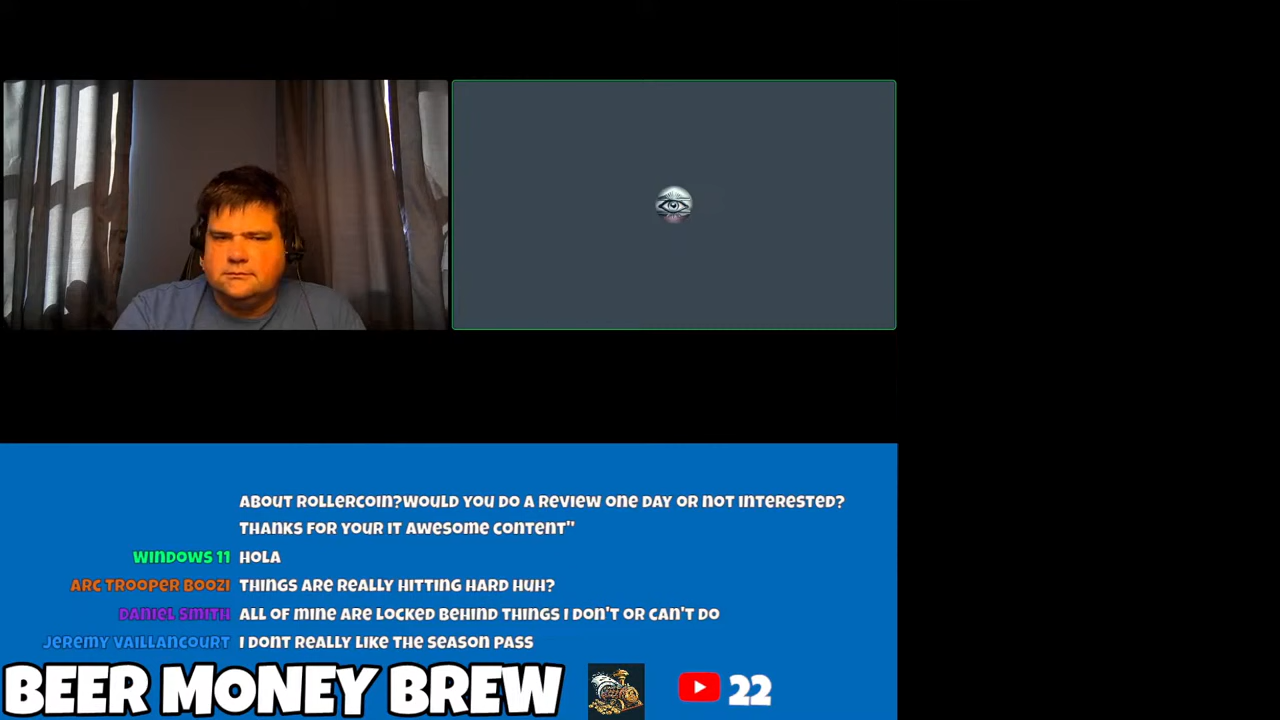 ABOUT ROLLERCOIN?WOULD YOU DO A REVIEW ONE DAY OR NOT INTERESTED?
THANKS FOR YOUR IT AWESOME CONTENT"
WINDOWS 11 HOLA
ARC TROOPER BOOZI THINGS ARE REALLY HITTING HARD HUH?
DANIEL SMITH ALL OF MINE ARE LOCKED BEHIND THINGS I DON'T OR CAN'T DO
JEREMY VAILLANCOURT I DONT REALLY LIKE THE SEASON PASS
BEER MONEY BREW 22